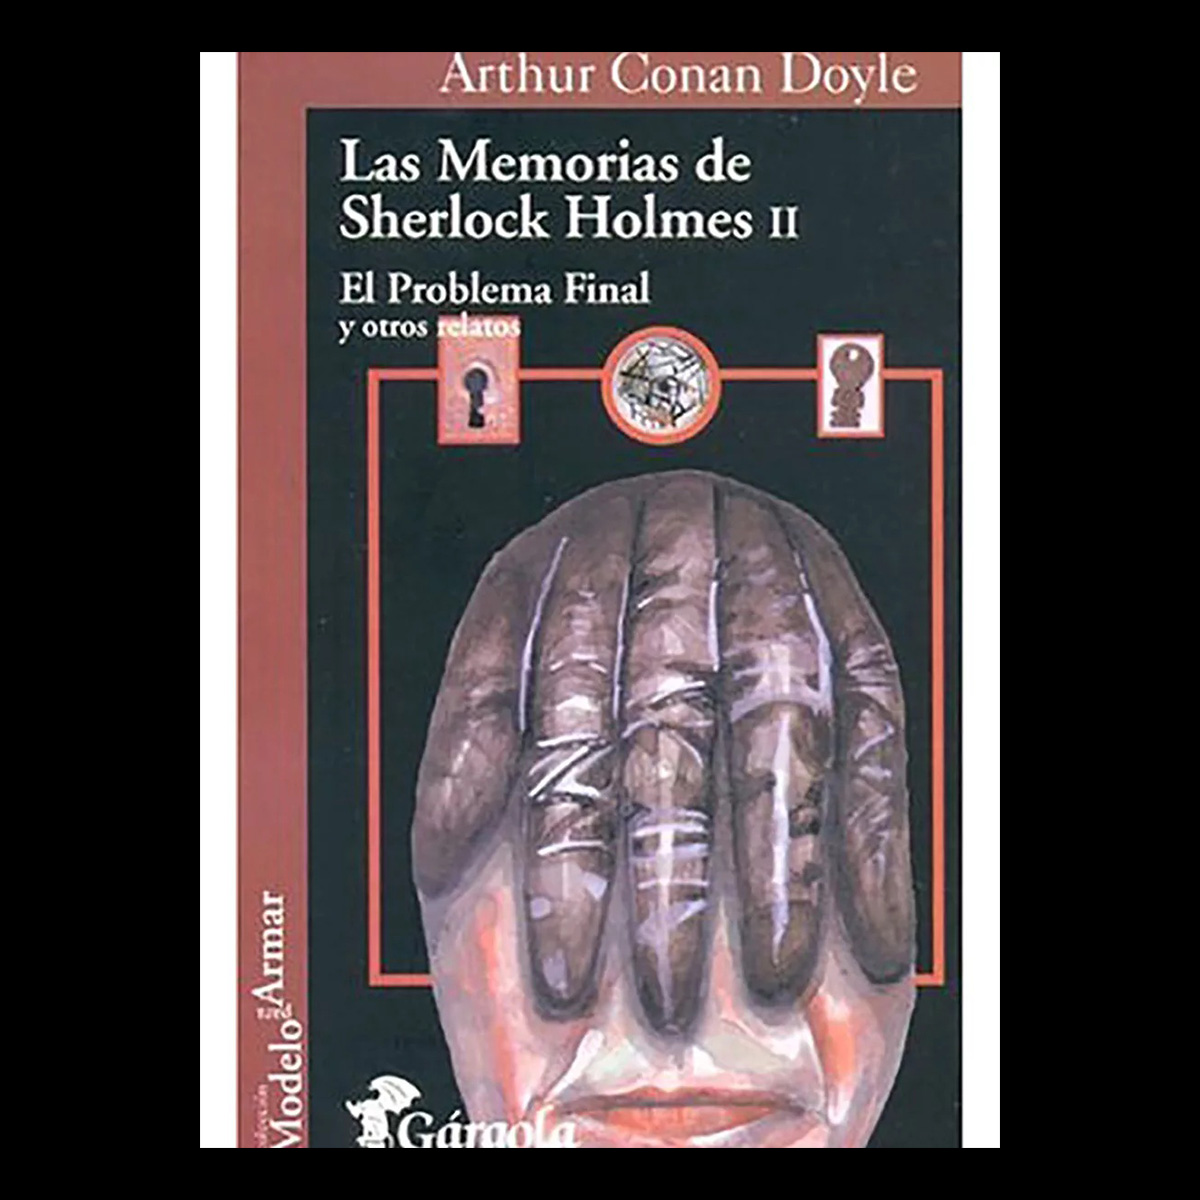 Arthur Conan Doyle
Las Memorias de
Sherlock Holmes II
El Problema Final
y otros relatos
Modelo para Armar
Gárgola